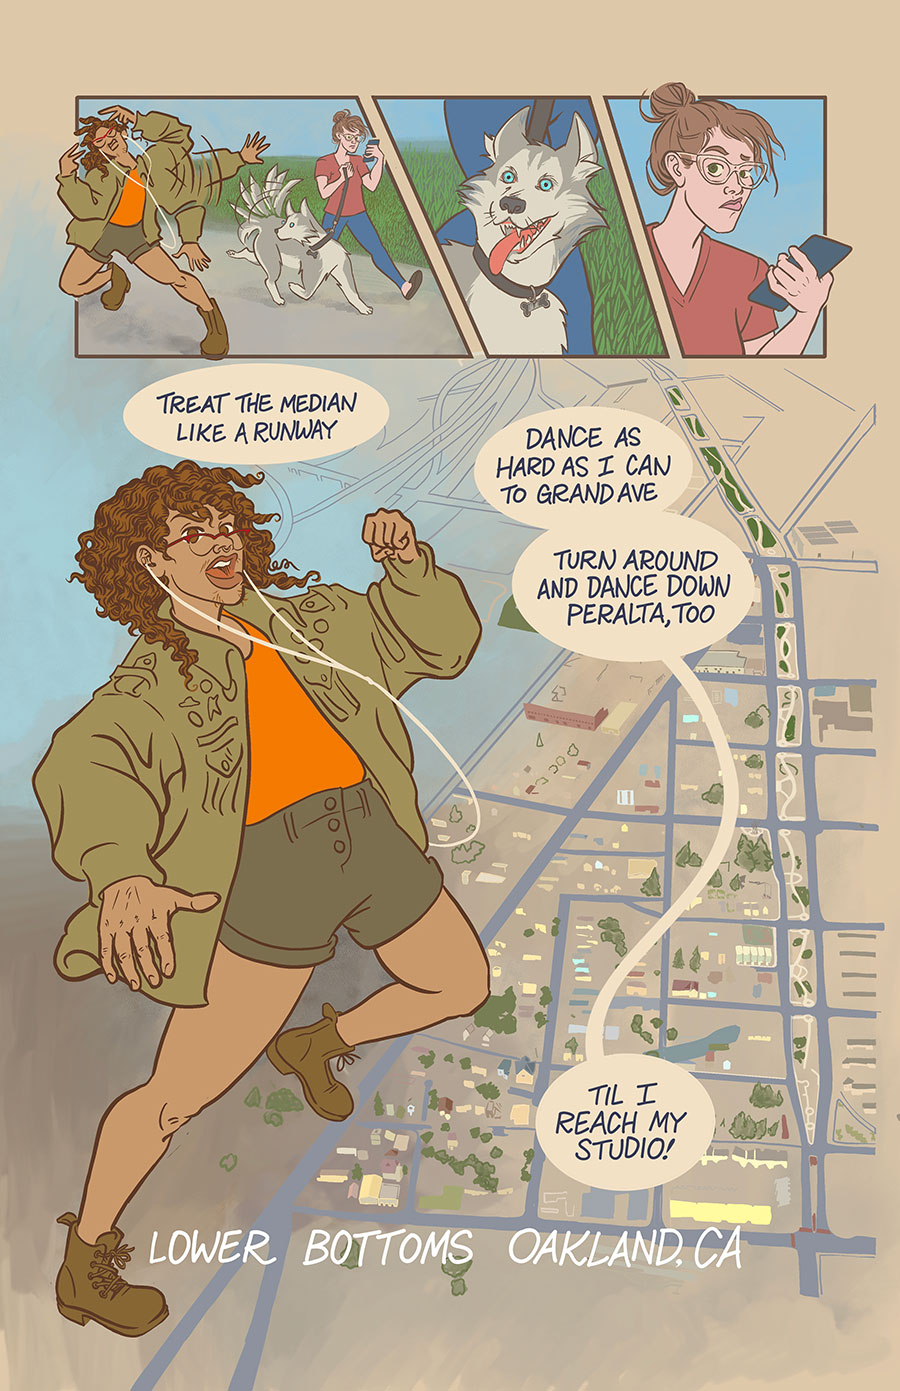 TREAT THE MEDIAN
LIKE A RUNWAY
DANCE AS
HARD AS I CAN
TO GRAND AVE
TURN AROUND
AND DANCE DOWN
PERALTA, TOO
TIL I
REACH MY
STUDIO!
LOWER BOTTOMS OAKLAND, CA